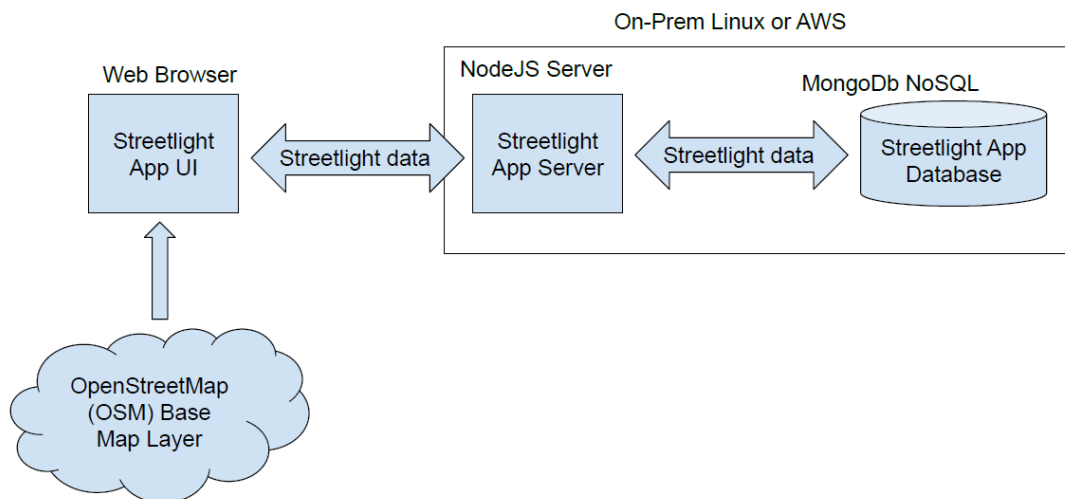 On-Prem Linux or AWS
Web Browser
NodeJS Server
MongoDb NoSQL
Streetlight
App UI
Streetlight data
Streetlight
App Server
Streetlight data
Streetlight App
Database
OpenStreetMap
(OSM) Base
Map Layer